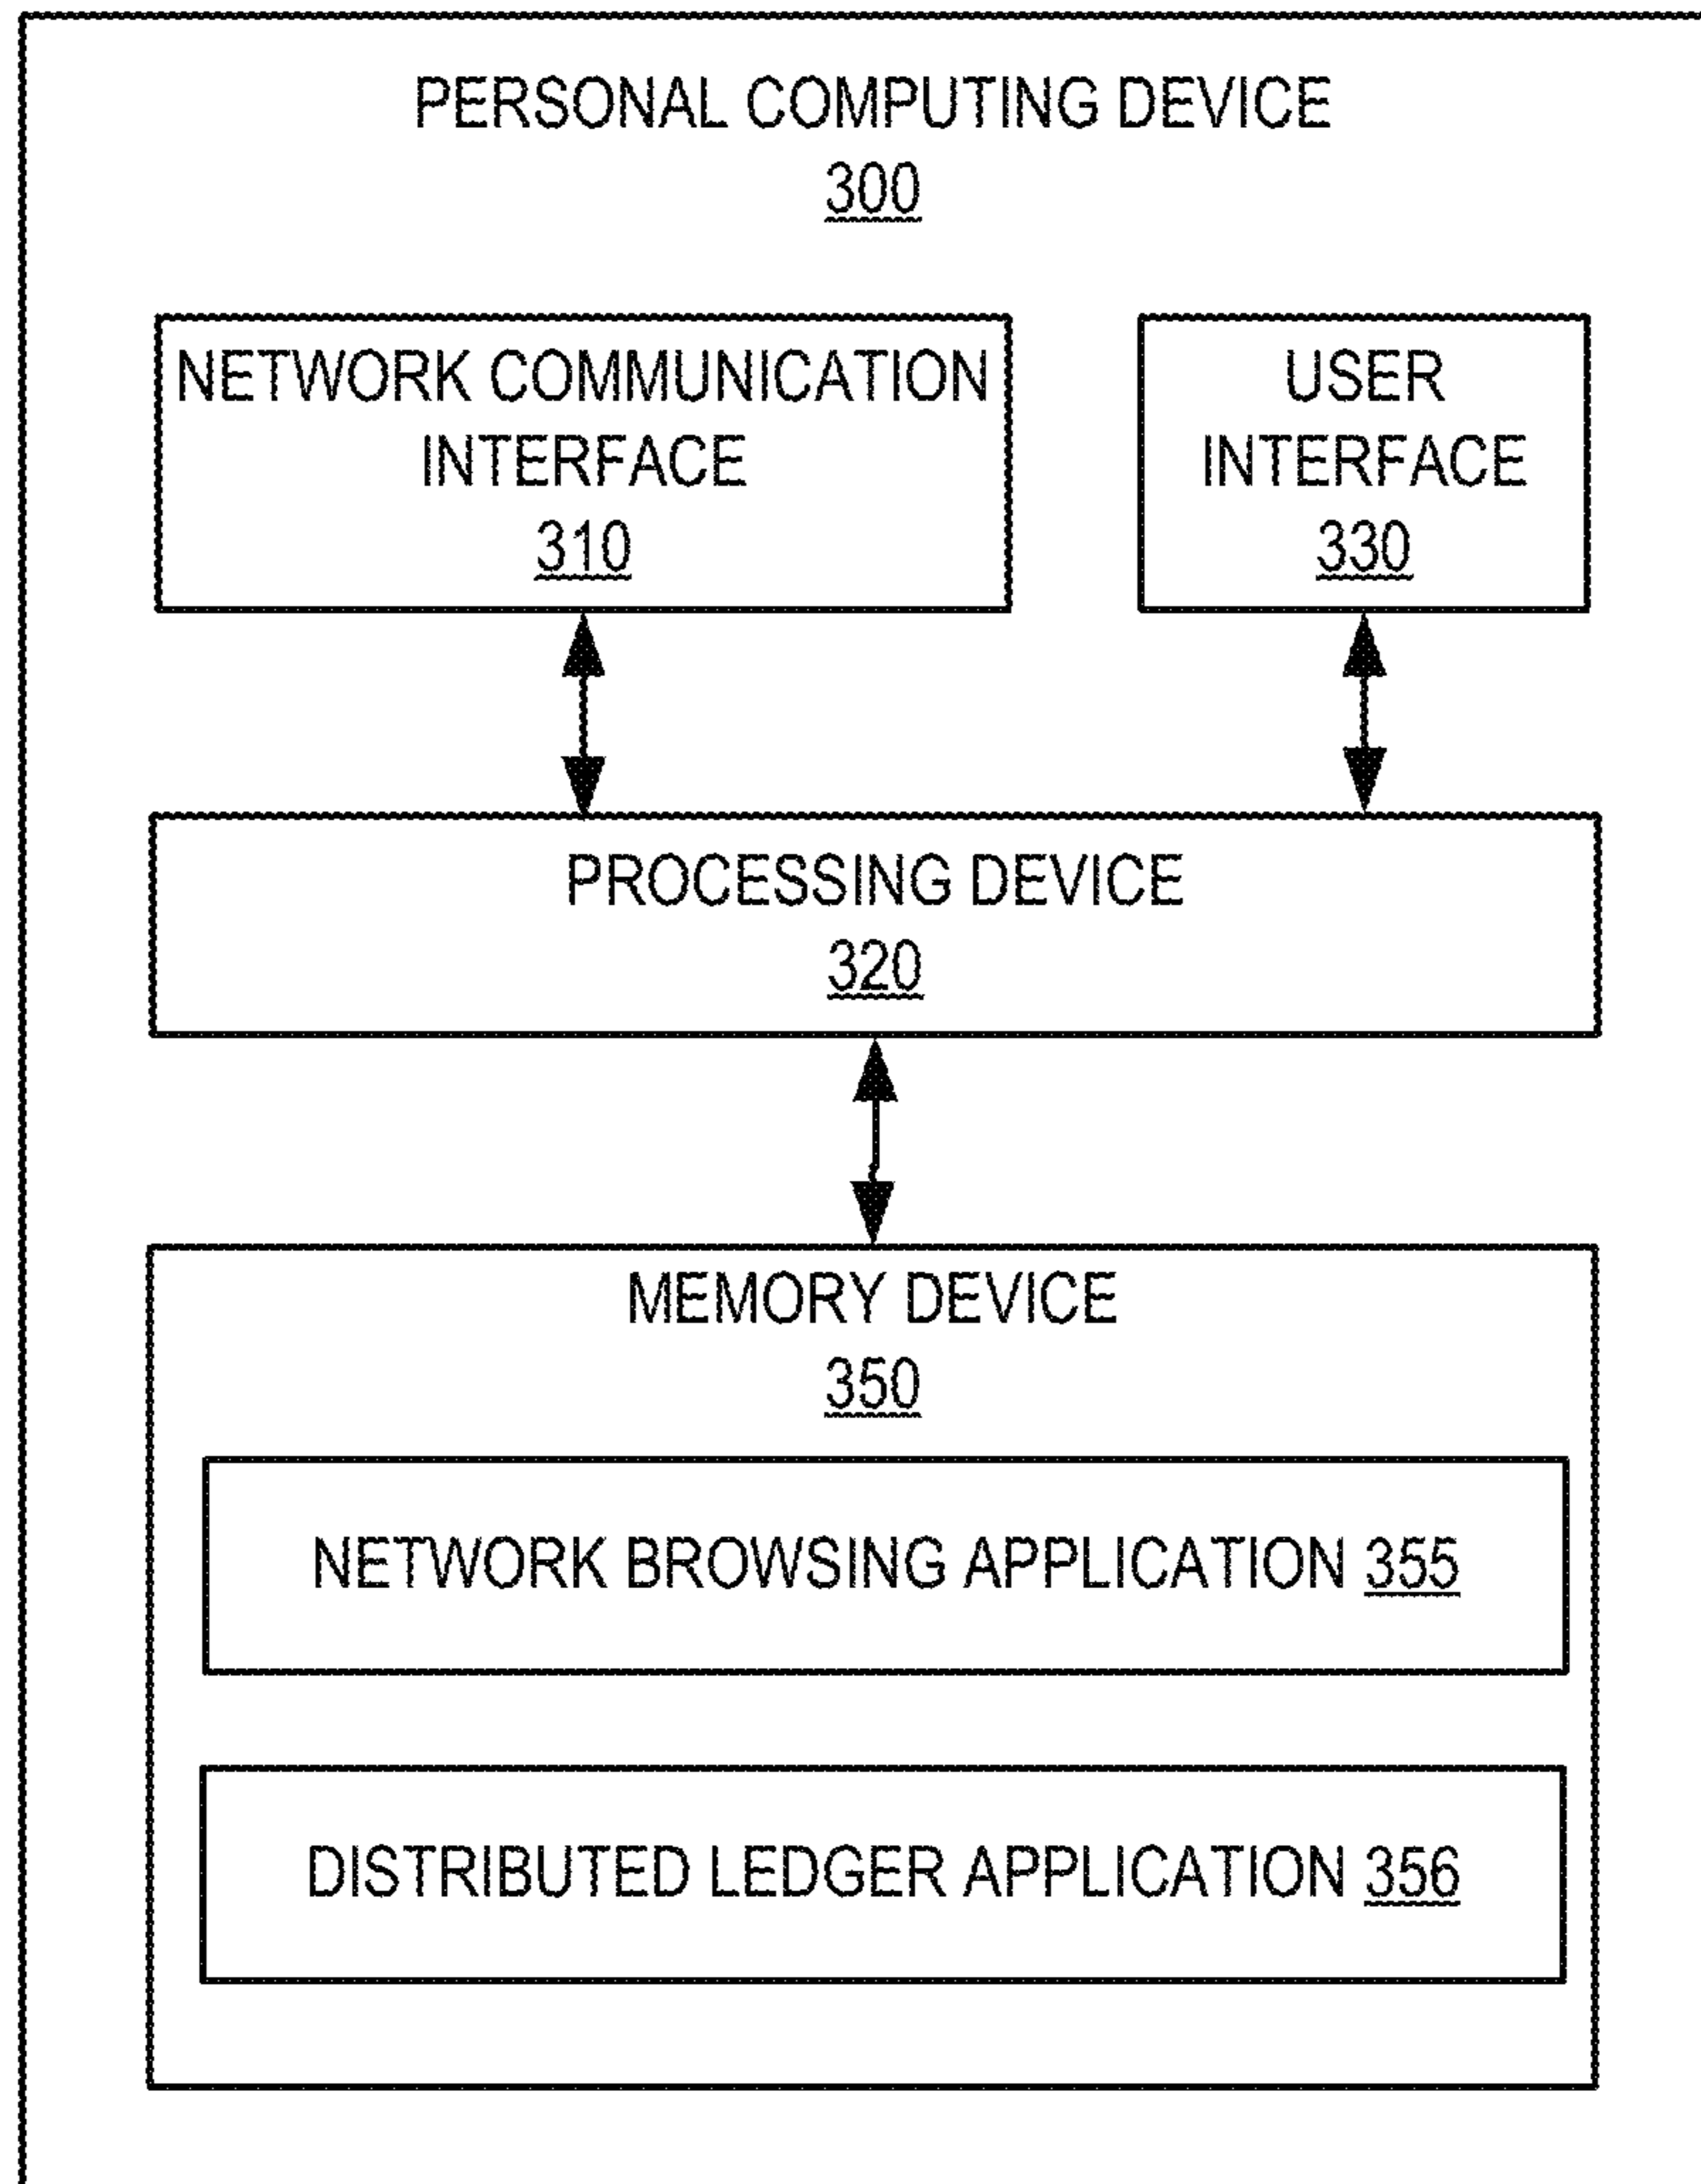 PERSONAL COMPUTING DEVICE
300
NETWORK COMMUNICATION
INTERFACE
310
USER
INTERFACE
330
PROCESSING DEVICE
320
MEMORY DEVICE
350
NETWORK BROWSING APPLICATION 355
DISTRIBUTED LEDGER APPLICATION 356